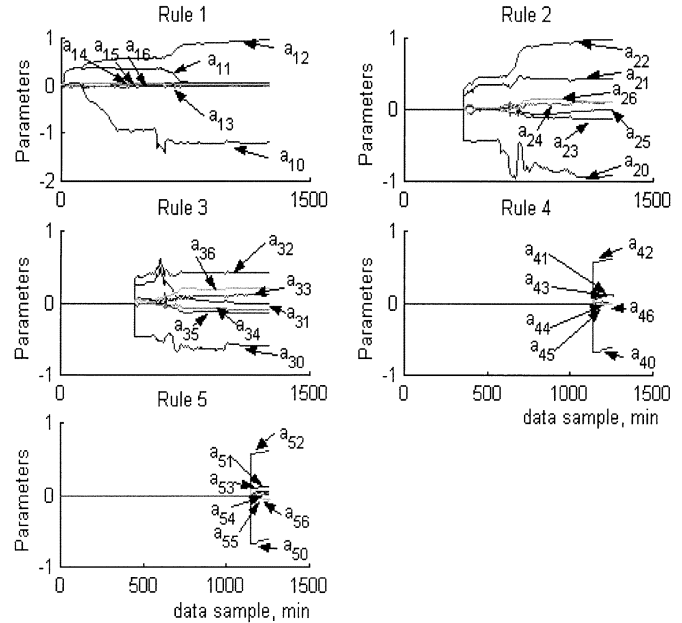 Rule 1
Parameters
1
0
-1
-2
0
1500
a14
a15
a16
a12
a11
a13
a10
Rule 2
Parameters
1
0
-1
0
1500
a22
a21
a26
a24
a25
a23
a20
Rule 3
Parameters
1
0
-1
0
1500
a36
a32
a33
a31
a35
a34
a30
Rule 4
Parameters
1
0
-1
0
500
1000
1500
data sample, min
a41
a42
a43
a44
a46
a45
a40
Rule 5
Parameters
1
0
-1
0
500
1000
1500
data sample, min
a52
a51
a53
a54
a56
a55
a50